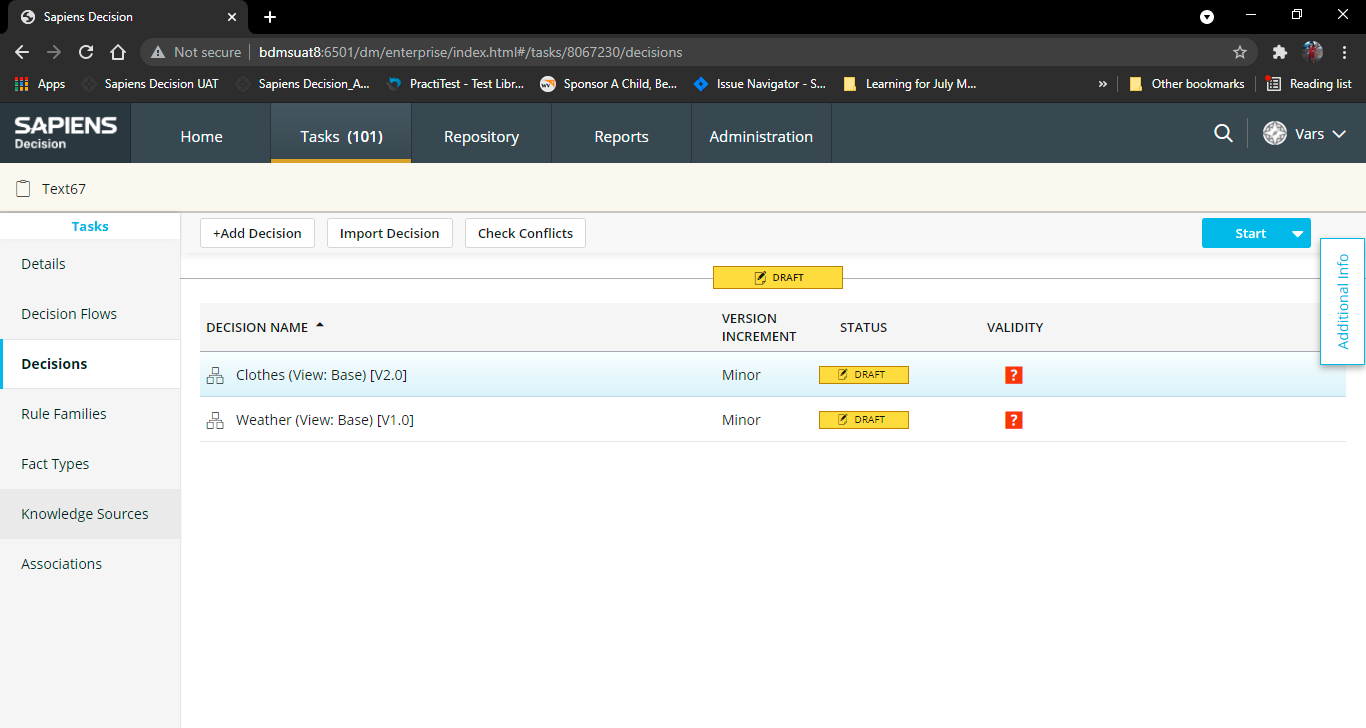 Sapiens Decision
Not secure bdmsuat8:6501/dm/enterprise/index.html#/tasks/8067230/decisions
Apps Sapiens Decision UAT Sapiens Decision_A... PractiTest - Test Libr... Sponsor A Child, Be... Issue Navigator - S... Learning for July M... » Other bookmarks Reading list
SAPIENS
Decision
Home Tasks (101) Repository Reports Administration Vars
Text67
Tasks
+Add Decision Import Decision Check Conflicts Start
Details
Decision Flows
Decisions
Rule Families
Fact Types
Knowledge Sources
Associations
DRAFT
DECISION NAME VERSION INCREMENT STATUS VALIDITY
Clothes (View: Base) [V2.0] Minor DRAFT ?
Weather (View: Base) [V1.0] Minor DRAFT ?
Additional Info